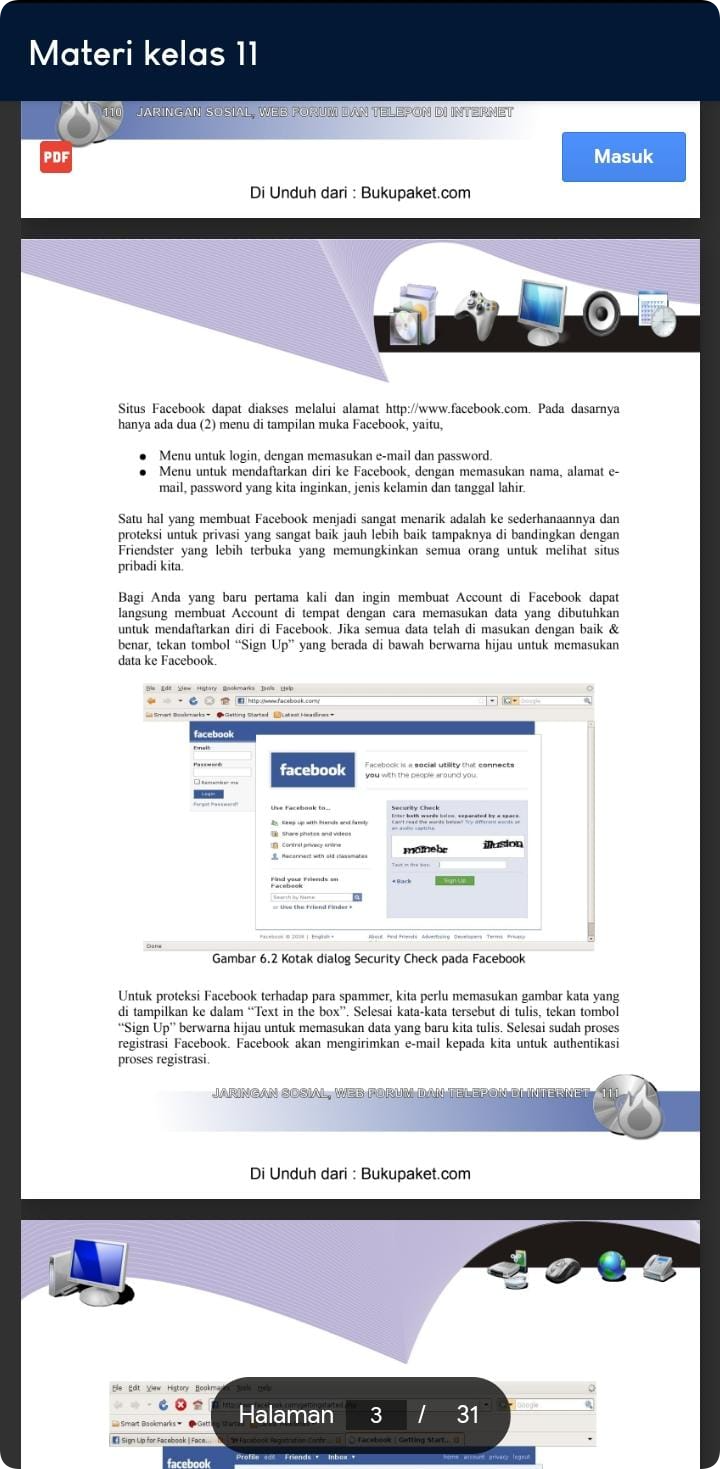 Materi kelas 11
110 JARINGAN SOSIAL, WEB FORUM DAN TELEPON DI INTERNET
PDF
Masuk
Di Unduh dari : Bukupaket.com
Situs Facebook dapat diakses melalui alamat http://www.facebook.com. Pada dasarnya
hanya ada dua (2) menu di tampilan muka Facebook, yaitu,
● Menu untuk login, dengan memasukan e-mail dan password.
● Menu untuk mendaftarkan diri ke Facebook, dengan memasukan nama, alamat e-
mail, password yang kita inginkan, jenis kelamin dan tanggal lahir.
Satu hal yang membuat Facebook menjadi sangat menarik adalah ke sederhanaannya dan
proteksi untuk privasi yang sangat baik jauh lebih baik tampaknya di bandingkan dengan
Friendster yang lebih terbuka yang memungkinkan semua orang untuk melihat situs
pribadi kita.
Bagi Anda yang baru pertama kali dan ingin membuat Account di Facebook dapat
langsung membuat Account di tempat dengan cara memasukan data yang dibutuhkan
untuk mendaftarkan diri di Facebook. Jika semua data telah di masukan dengan baik &
benar, tekan tombol “Sign Up” yang berada di bawah berwarna hijau untuk memasukan
data ke Facebook.
File Edit View History Bookmarks Tools Help
http://www.facebook.com/
Google
Smart Bookmarks Getting Started Latest Headlines
facebook
Email:
Password:
Remember me
Login
Forgot Password?
facebook
Facebook is a social utility that connects
you with the people around you.
Use Facebook to...
Keep up with friends and family
Share photos and videos
Control privacy online
Reconnect with old classmates
Find your Friends on
Facebook
Search by Name
or Use the Friend Finder
Security Check
Enter both words below, separated by a space.
Can't read the words below? Try different words or
an audio captcha.
illusion
Text in the box:
Back
Sign Up
Facebook © 2008 English
About Find Friends Advertising Developers Terms Privacy
Done
Gambar 6.2 Kotak dialog Security Check pada Facebook
Untuk proteksi Facebook terhadap para spammer, kita perlu memasukan gambar kata yang
di tampilkan ke dalam “Text in the box”. Selesai kata-kata tersebut di tulis, tekan tombol
“Sign Up” berwarna hijau untuk memasukan data yang baru kita tulis. Selesai sudah proses
registrasi Facebook. Facebook akan mengirimkan e-mail kepada kita untuk authentikasi
proses registrasi.
JARINGAN SOSIAL, WEB FORUM DAN TELEPON DI INTERNET 111
Di Unduh dari : Bukupaket.com
File Edit View History Bookmarks Tools Help
Google
Smart Bookmarks
Sign Up for Facebook | Face... Facebook Registration Confir... Facebook | Getting Start...
facebook Profile edit Friends Inbox home account privacy logout
Halaman 3 / 31